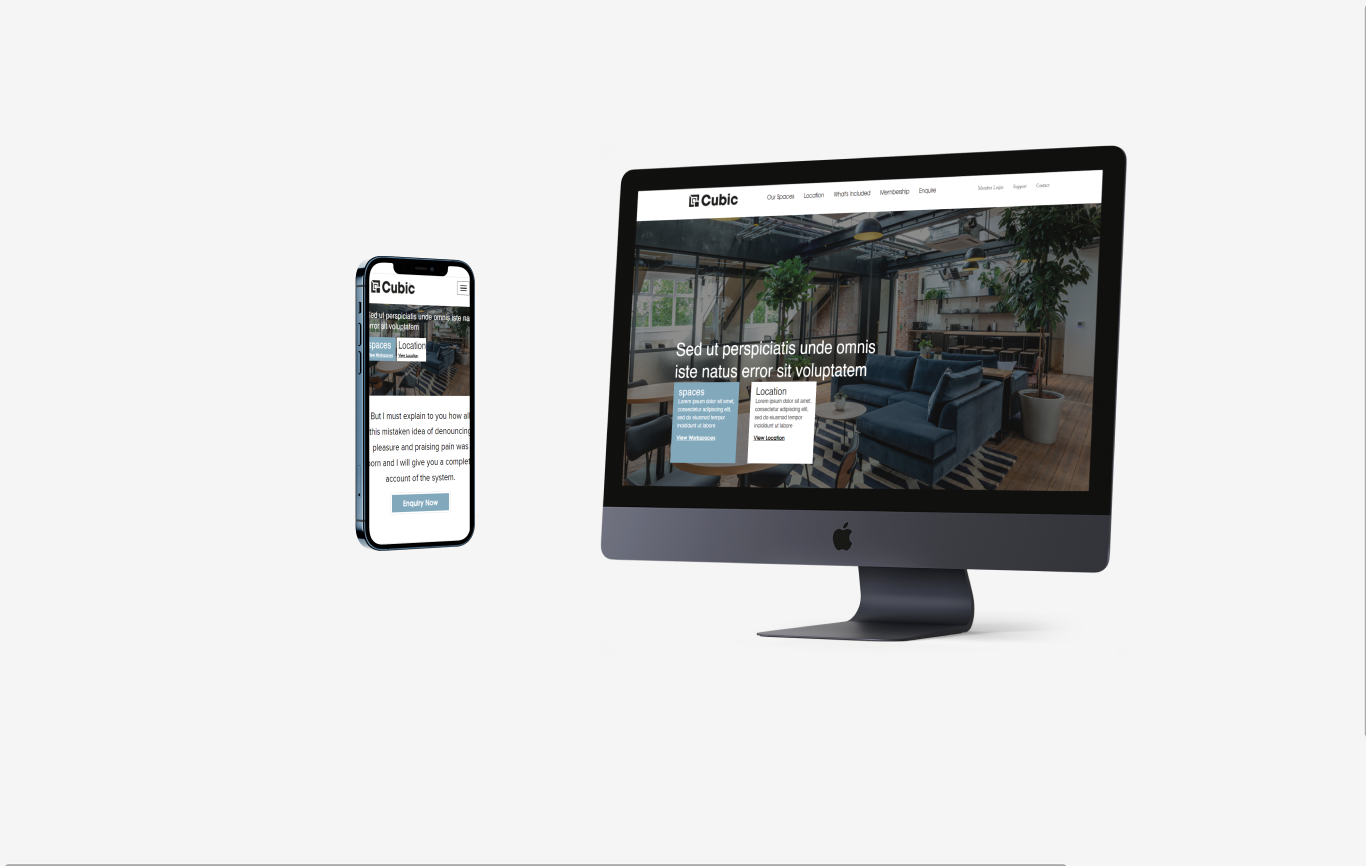 Cubic
Sed ut perspiciatis unde omnis iste na
error sit voluptatem
spaces
View Workspaces
Location
View Location
But I must explain to you how all
this mistaken idea of denouncing
pleasure and praising pain was
born and I will give you a complet
account of the system.
Enquiry Now
Cubic
Our Spaces
Location
What's Included
Membership
Enquire
Member Login
Support
Contact
Sed ut perspiciatis unde omnis
iste natus error sit voluptatem
spaces
Lorem ipsum dolor sit amet,
consectetur adipiscing elit,
sed do eiusmod tempor
incididunt ut labore
View Workspaces
Location
Lorem ipsum dolor sit amet,
consectetur adipiscing elit,
sed do eiusmod tempor
incididunt ut labore
View Location